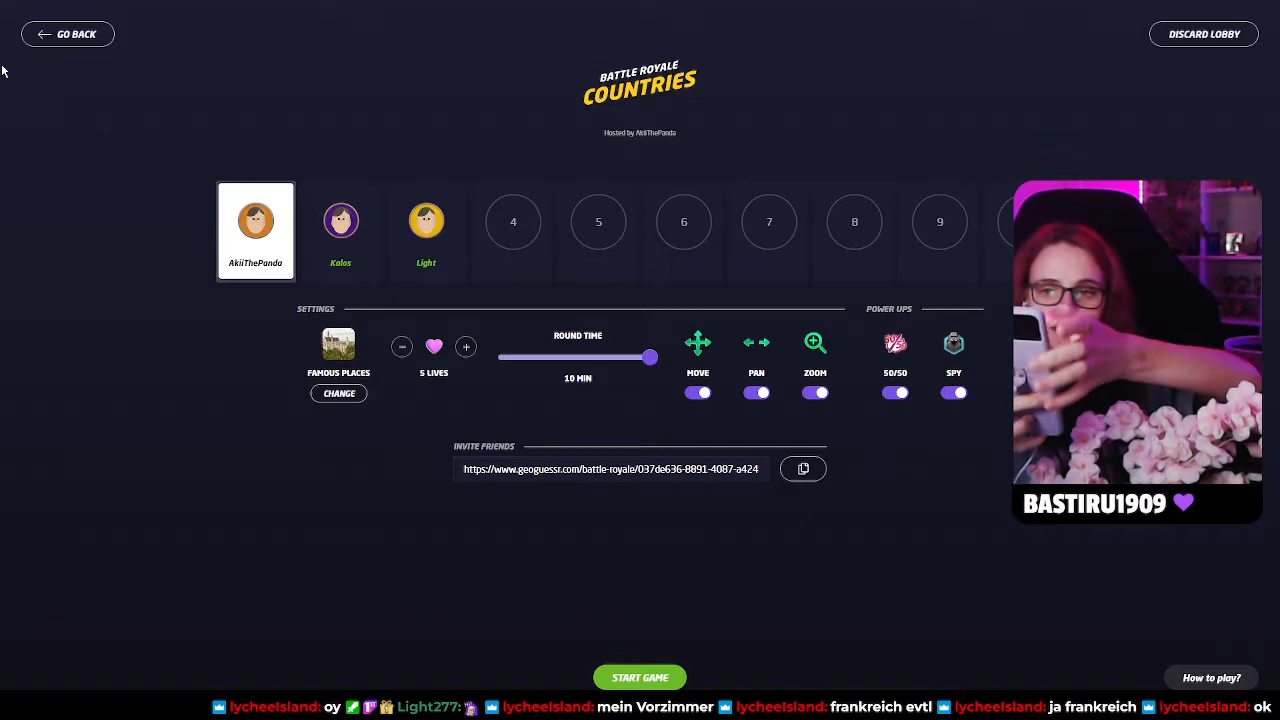 GO BACK
DISCARD LOBBY
BATTLE ROYALE
COUNTRIES
Hosted by AkiiThePanda
4 5 6 7 8 9
AkiiThePanda Kalos Light
SETTINGS
POWER UPS
ROUND TIME
FAMOUS PLACES
5 LIVES
10 MIN
MOVE PAN ZOOM
50/50 SPY
CHANGE
INVITE FRIENDS
https://www.geoguessr.com/battle-royale/037de636-8891-4087-a424
BASTIRU1909
START GAME
How to play?
lycheeIsland: oy Light277: lycheeIsland: mein Vorzimmer lycheeIsland: frankreich evtl lycheeIsland: ja frankreich lycheeIsland: ok